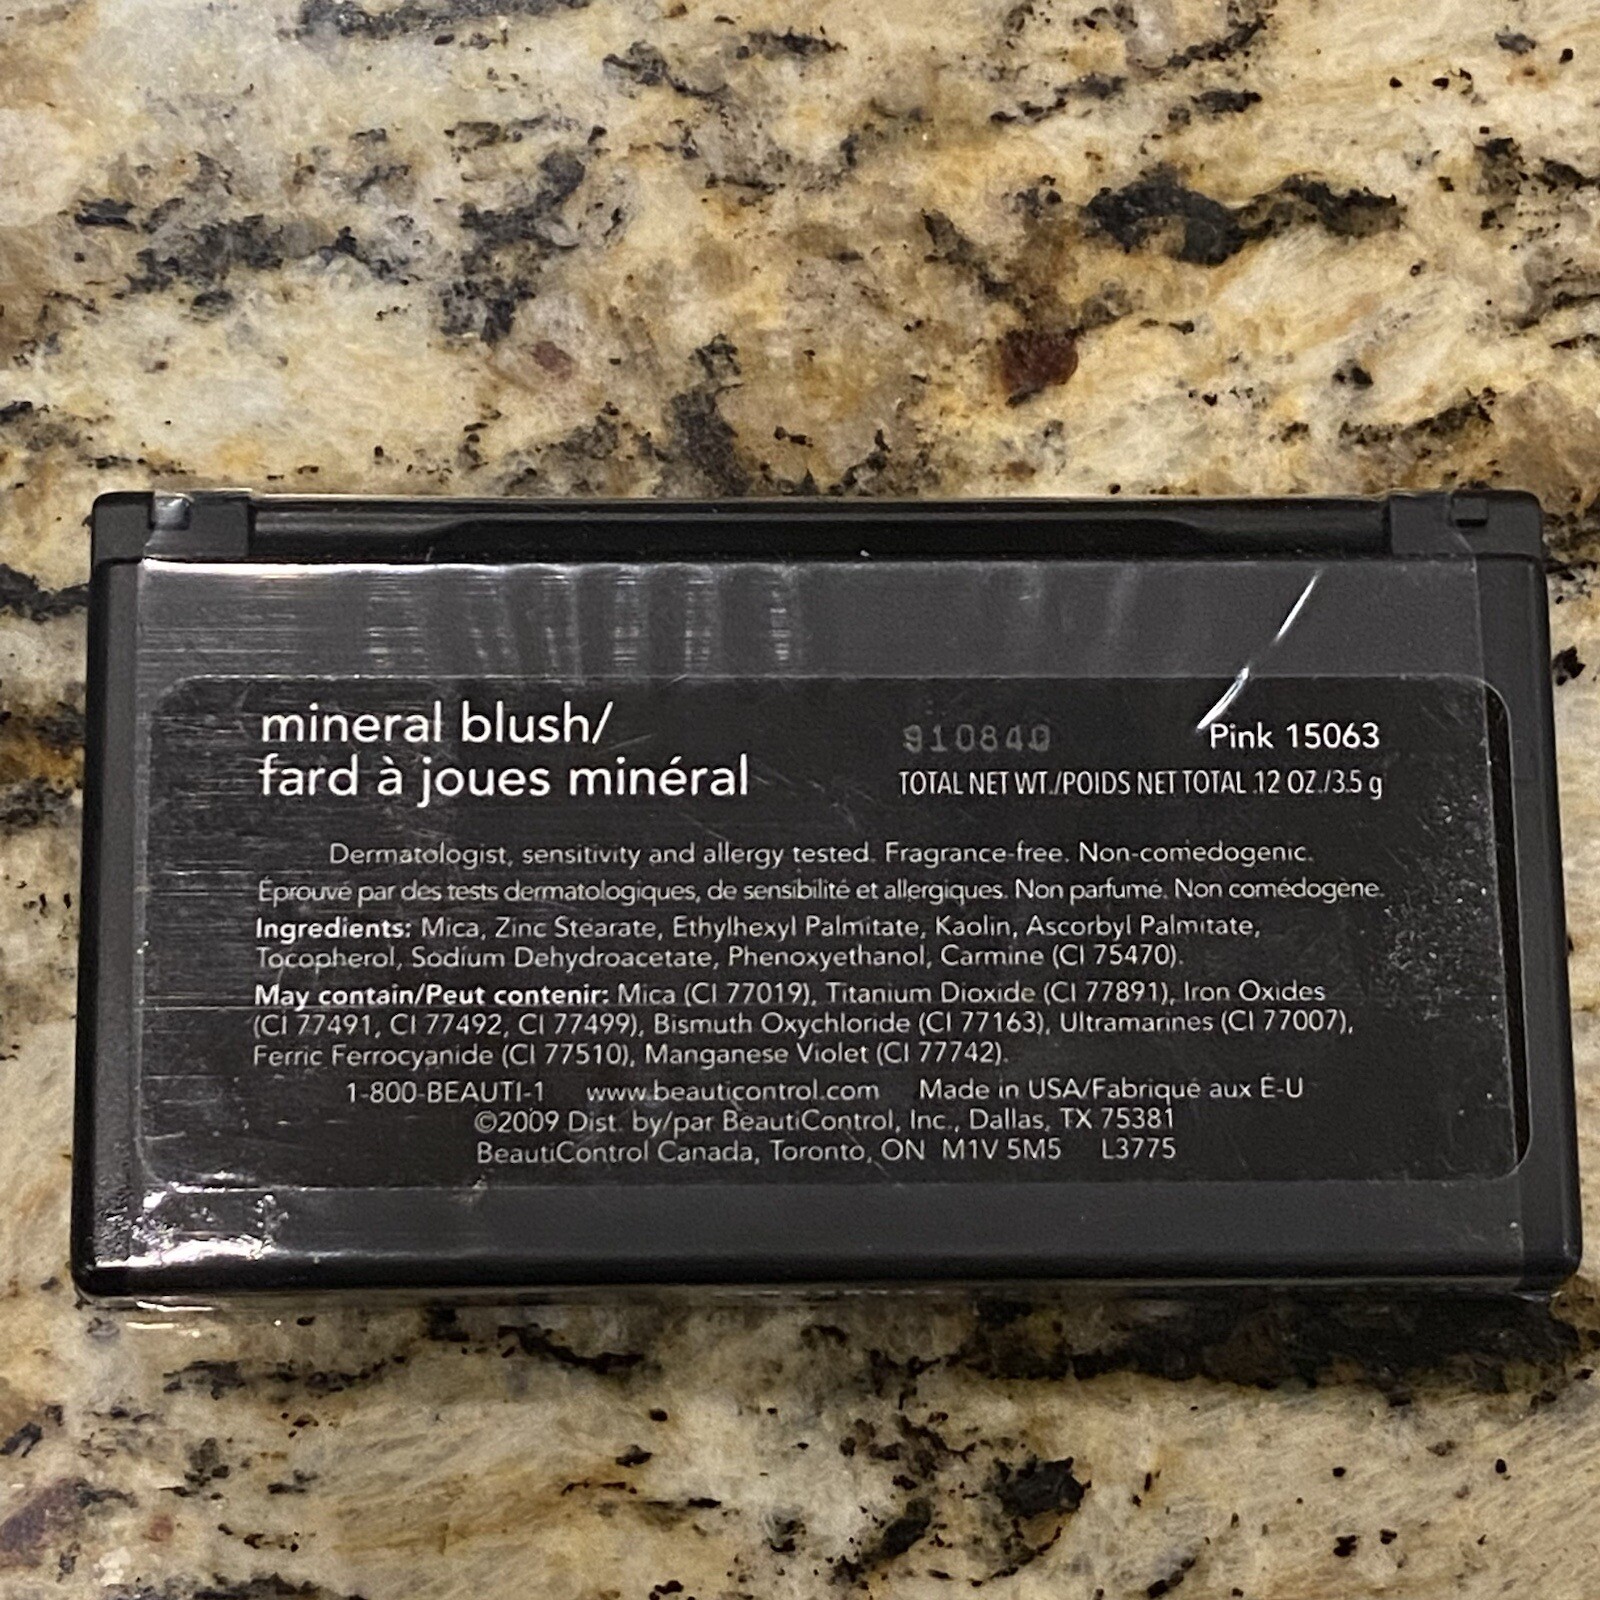 mineral blush/
fard à joues minéral
910840
Pink 15063
TOTAL NET WT./POIDS NET TOTAL .12 OZ./3.5 g
Dermatologist, sensitivity and allergy tested. Fragrance-free. Non-comedogenic.
Éprouvé par des tests dermatologiques, de sensibilité et allergiques. Non parfumé. Non comédogène.
Ingredients: Mica, Zinc Stearate, Ethylhexyl Palmitate, Kaolin, Ascorbyl Palmitate,
Tocopherol, Sodium Dehydroacetate, Phenoxyethanol, Carmine (CI 75470).
May contain/Peut contenir: Mica (CI 77019), Titanium Dioxide (CI 77891), Iron Oxides
(CI 77491, CI 77492, CI 77499), Bismuth Oxychloride (CI 77163), Ultramarines (CI 77007),
Ferric Ferrocyanide (CI 77510), Manganese Violet (CI 77742).
1-800-BEAUTI-1 www.beauticontrol.com Made in USA/Fabriqué aux É-U
©2009 Dist. by/par BeautiControl, Inc., Dallas, TX 75381
BeautiControl Canada, Toronto, ON M1V 5M5 L3775